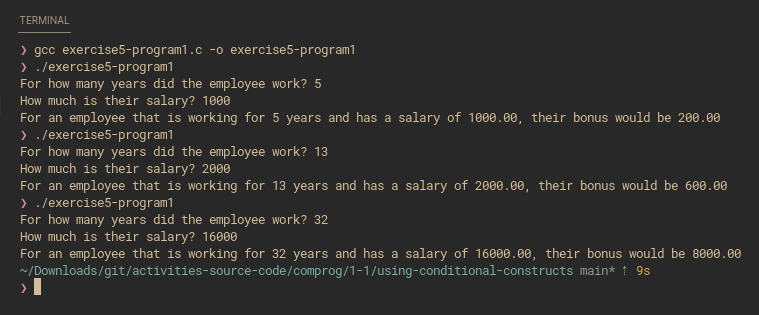 TERMINAL
❯ gcc exercise5-program1.c -o exercise5-program1
❯ ./exercise5-program1
For how many years did the employee work? 5
How much is their salary? 1000
For an employee that is working for 5 years and has a salary of 1000.00, their bonus would be 200.00
❯ ./exercise5-program1
For how many years did the employee work? 13
How much is their salary? 2000
For an employee that is working for 13 years and has a salary of 2000.00, their bonus would be 600.00
❯ ./exercise5-program1
For how many years did the employee work? 32
How much is their salary? 16000
For an employee that is working for 32 years and has a salary of 16000.00, their bonus would be 8000.00
~/Downloads/git/activities-source-code/comprog/1-1/using-conditional-constructs main* ↑ 9s
❯